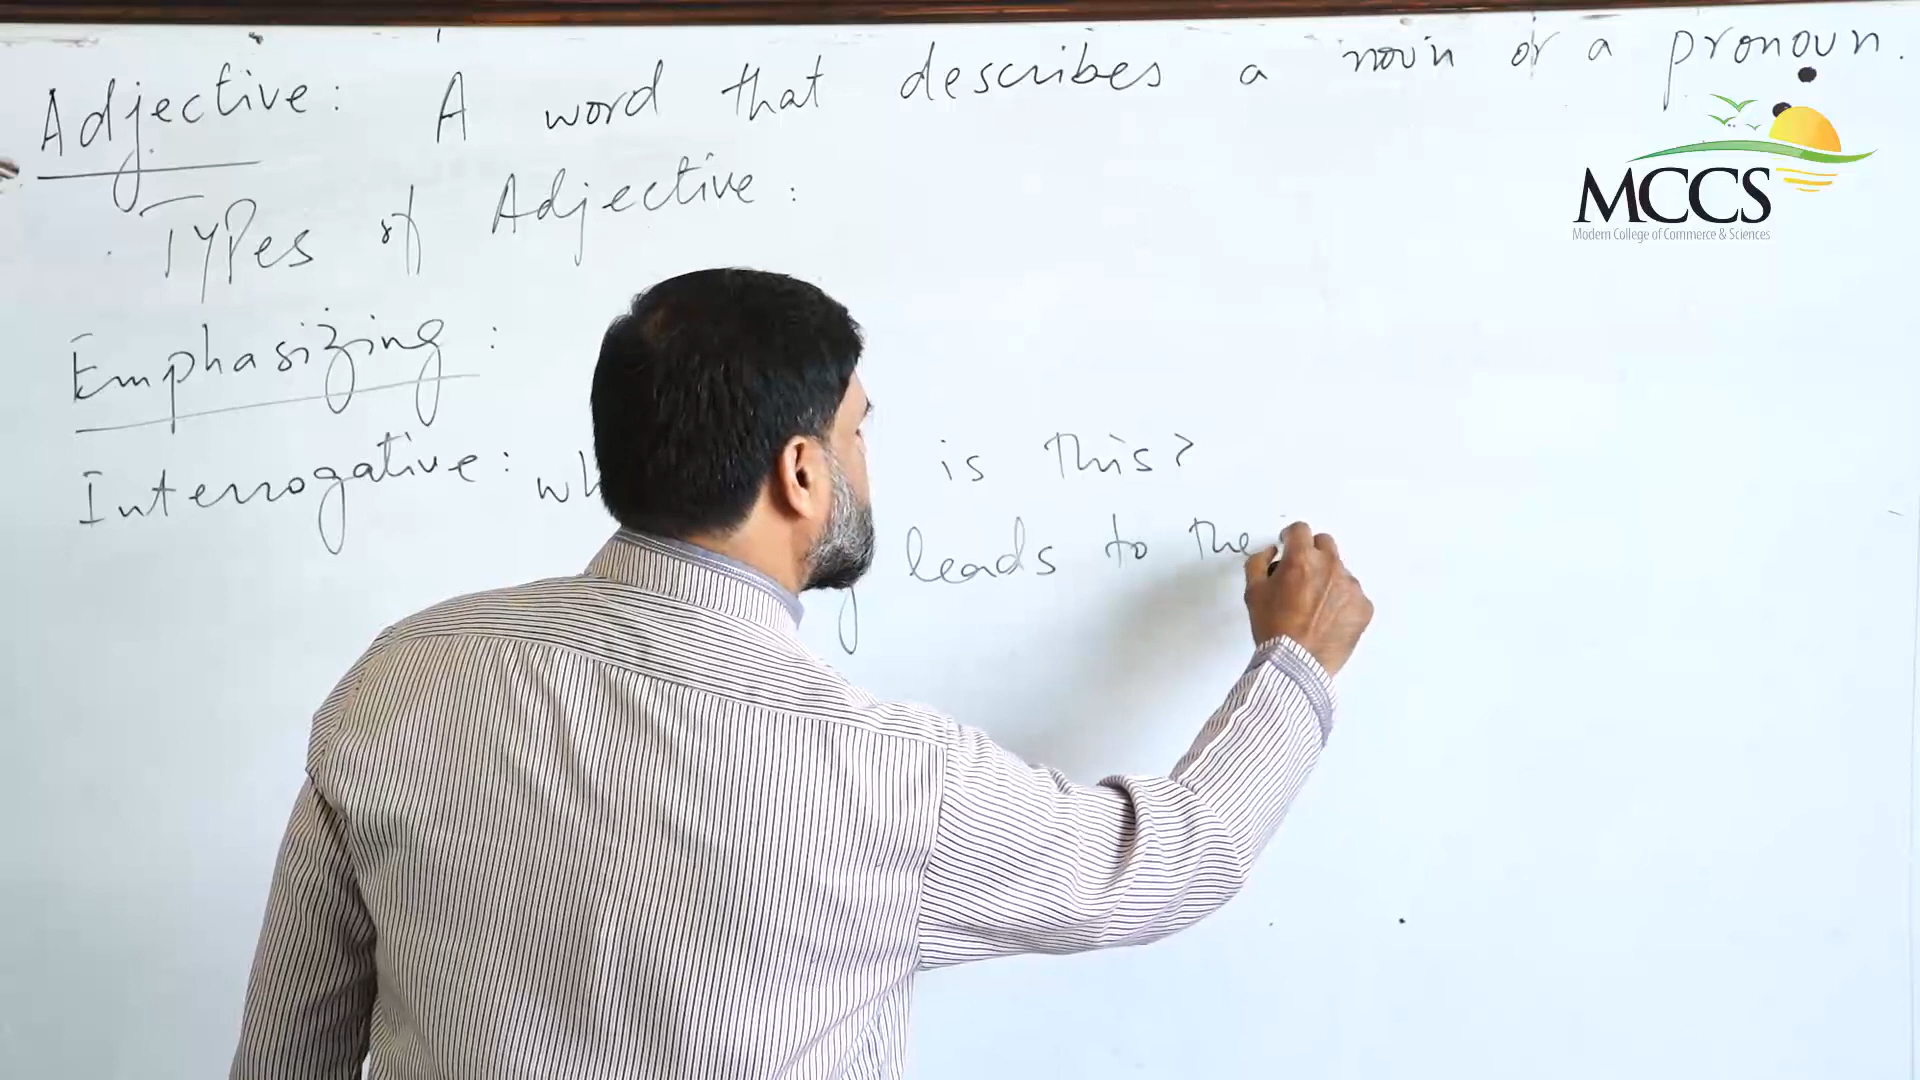 Adjective: A word that describes a noun or a pronoun.
MCCS
Modern College of Commerce & Sciences
Types of Adjective:
Emphasizing:
Interrogative: wh is this?
leads to the